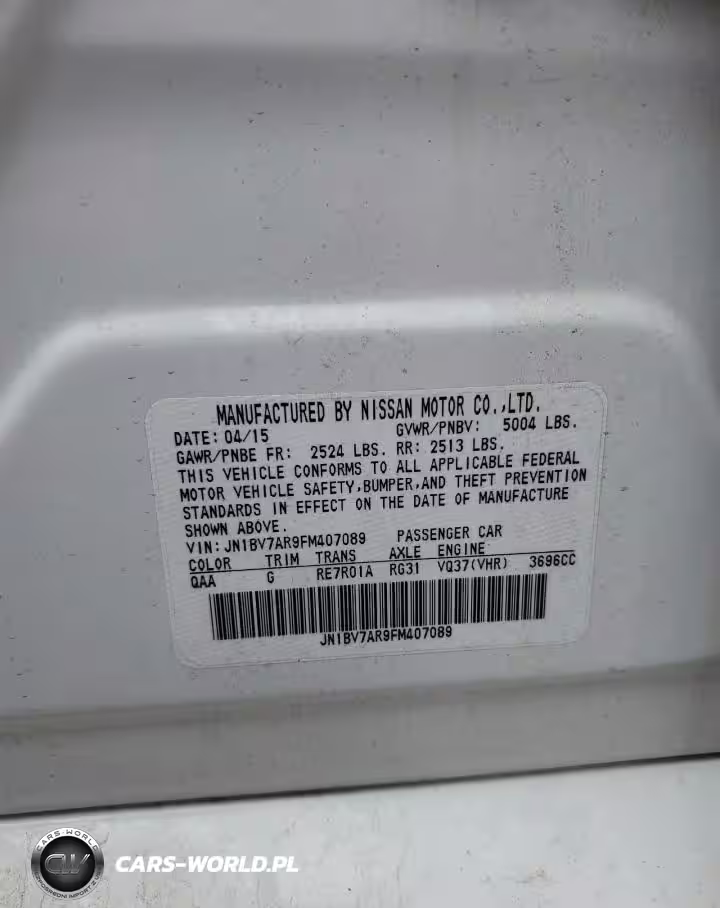 MANUFACTURED BY NISSAN MOTOR CO.,LTD.
DATE: 04/15 GVWR/PNBV: 5004 LBS.
GAWR/PNBE FR: 2524 LBS. RR: 2513 LBS.
THIS VEHICLE CONFORMS TO ALL APPLICABLE FEDERAL
MOTOR VEHICLE SAFETY,BUMPER,AND THEFT PREVENTION
STANDARDS IN EFFECT ON THE DATE OF MANUFACTURE
SHOWN ABOVE.
VIN: JN1BV7AR9FM407089 PASSENGER CAR
COLOR TRIM TRANS AXLE ENGINE
QAA G RE7R01A RG31 VQ37(VHR) 3696CC
JN1BV7AR9FM407089
CARS-WORLD
CW
CARS-WORLD.PL